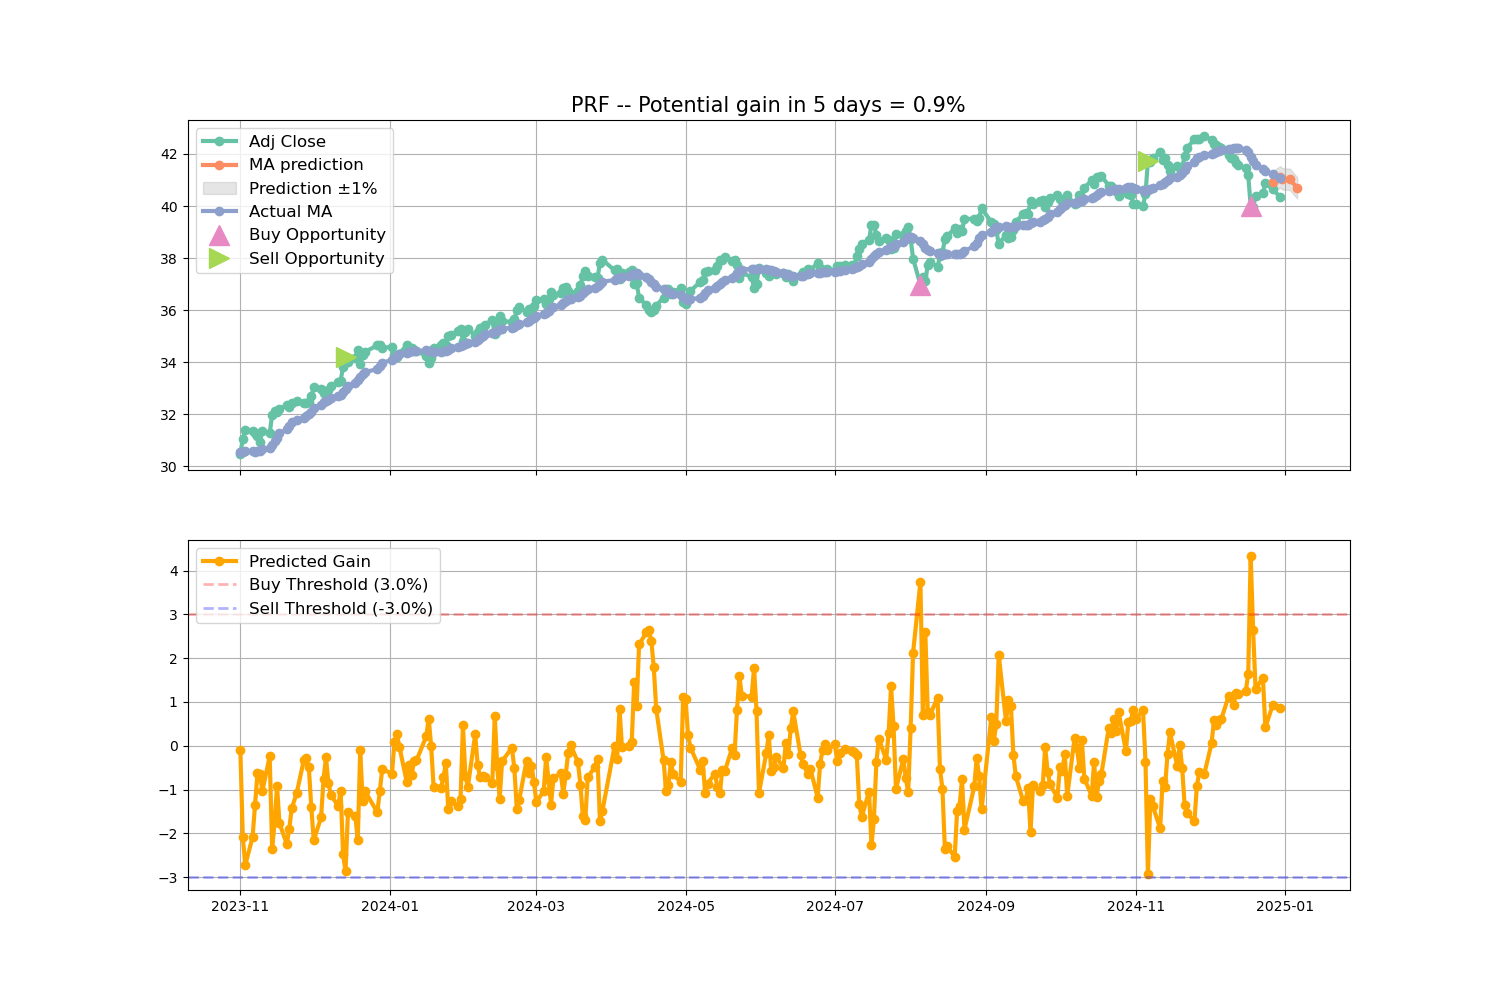 PRF -- Potential gain in 5 days = 0.9%
Adj Close
MA prediction
Prediction ±1%
Actual MA
Buy Opportunity
Sell Opportunity
42
40
38
36
34
32
30
Predicted Gain
Buy Threshold (3.0%)
Sell Threshold (-3.0%)
4
3
2
1
0
−1
−2
−3
2023-11 2024-01 2024-03 2024-05 2024-07 2024-09 2024-11 2025-01